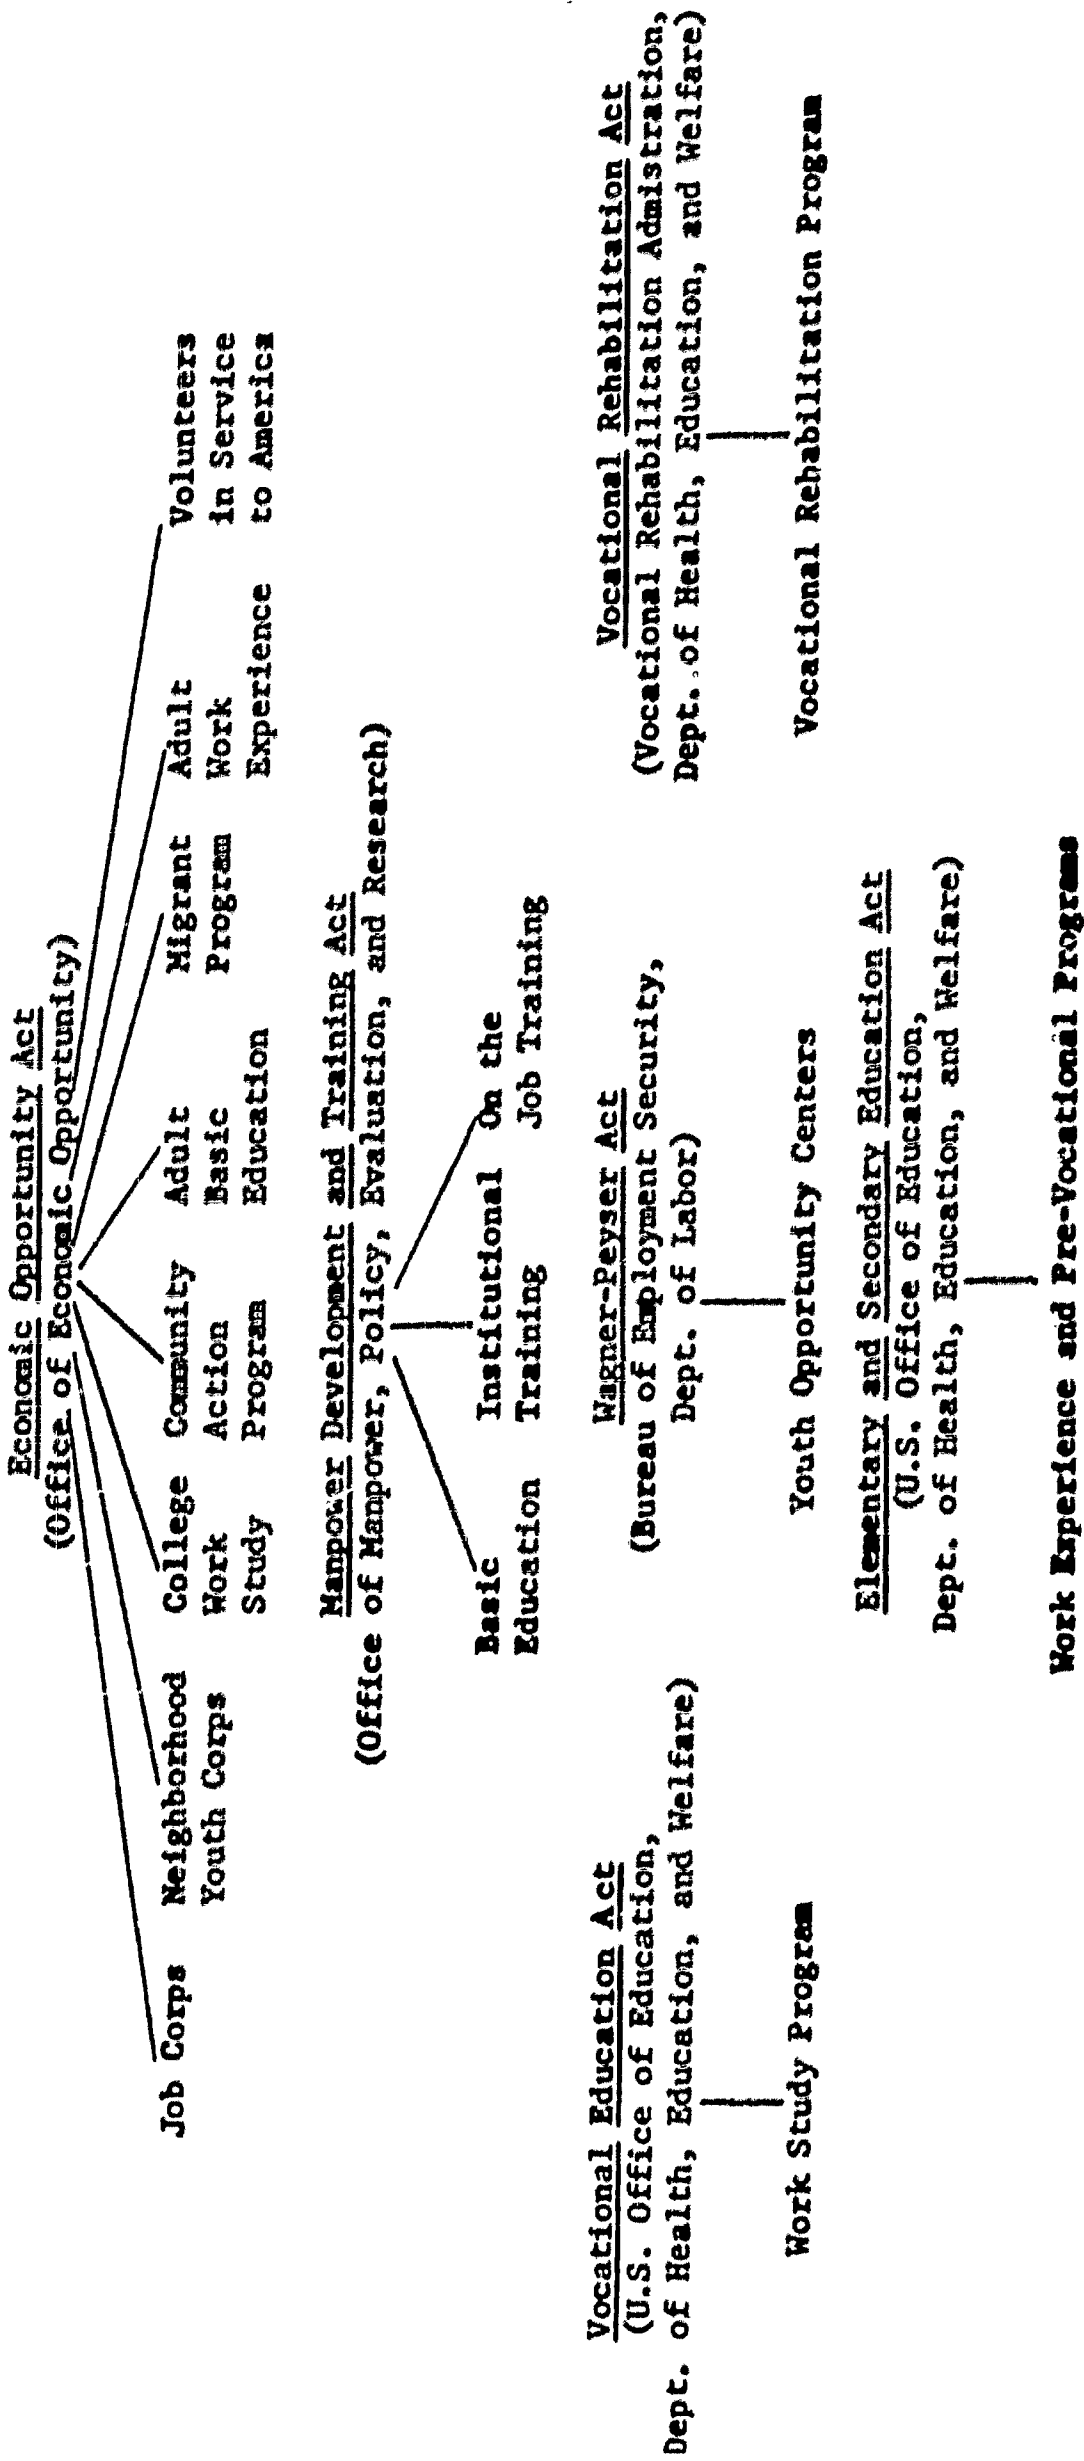 Economic Opportunity Act
(Office of Economic Opportunity)
Job Corps
Neighborhood
Youth Corps
College
Work
Study
Community
Action
Program
Adult
Basic
Education
Migrant
Program
Adult
Work
Experience
Volunteers
in Service
to America
Manpower Development and Training Act
(Office of Manpower, Policy, Evaluation, and Research)
Basic
Education
Institutional
Training
On the
Job Training
Vocational Education Act
(U.S. Office of Education,
Dept. of Health, Education, and Welfare)
Work Study Program
Wagner-Peyser Act
(Bureau of Employment Security,
Dept. of Labor)
Youth Opportunity Centers
Vocational Rehabilitation Act
(Vocational Rehabilitation Admistration,
Dept. of Health, Education, and Welfare)
Vocational Rehabilitation Program
Elementary and Secondary Education Act
(U.S. Office of Education,
Dept. of Health, Education, and Welfare)
Work Experience and Pre-Vocational Programs